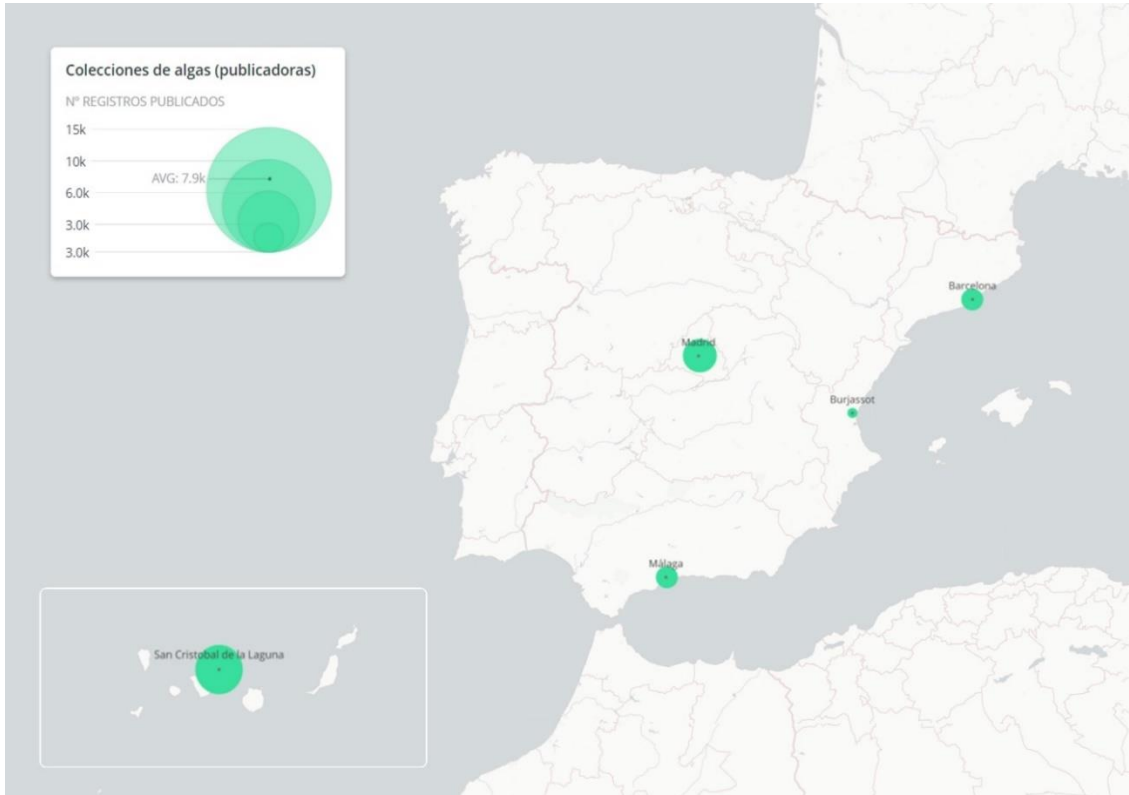 Colecciones de algas (publicadoras)
Nº REGISTROS PUBLICADOS
15k
10k
AVG: 7.9k
6.0k
3.0k
3.0k
Barcelona
Madrid
Burjassot
Málaga
San Cristobal de la Laguna